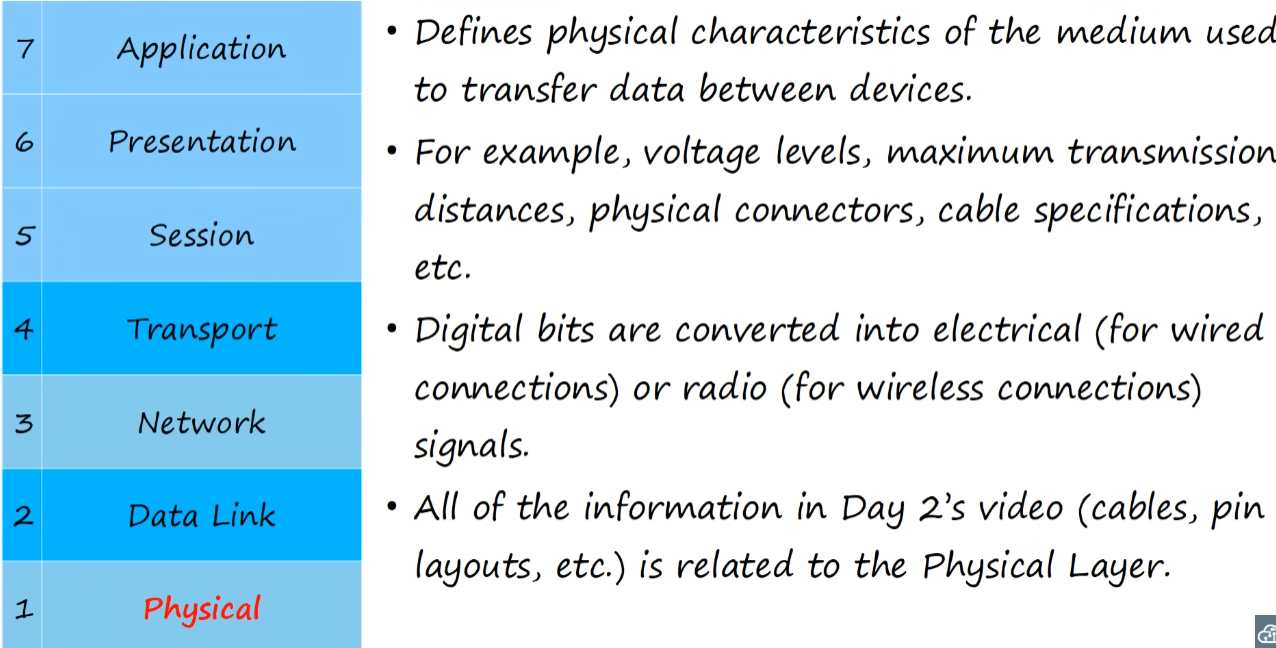 7 Application
6 Presentation
5 Session
4 Transport
3 Network
2 Data Link
1 Physical
• Defines physical characteristics of the medium used
to transfer data between devices.
• For example, voltage levels, maximum transmission
distances, physical connectors, cable specifications,
etc.
• Digital bits are converted into electrical (for wired
connections) or radio (for wireless connections)
signals.
• All of the information in Day 2's video (cables, pin
layouts, etc.) is related to the Physical Layer.